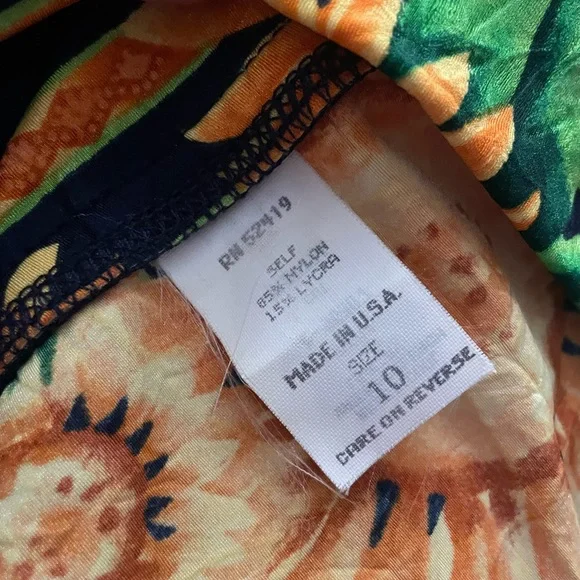 RN 52419
SELF
85% NYLON
15% LYCRA
MADE IN U.S.A.
SIZE
10
CARE ON REVERSE